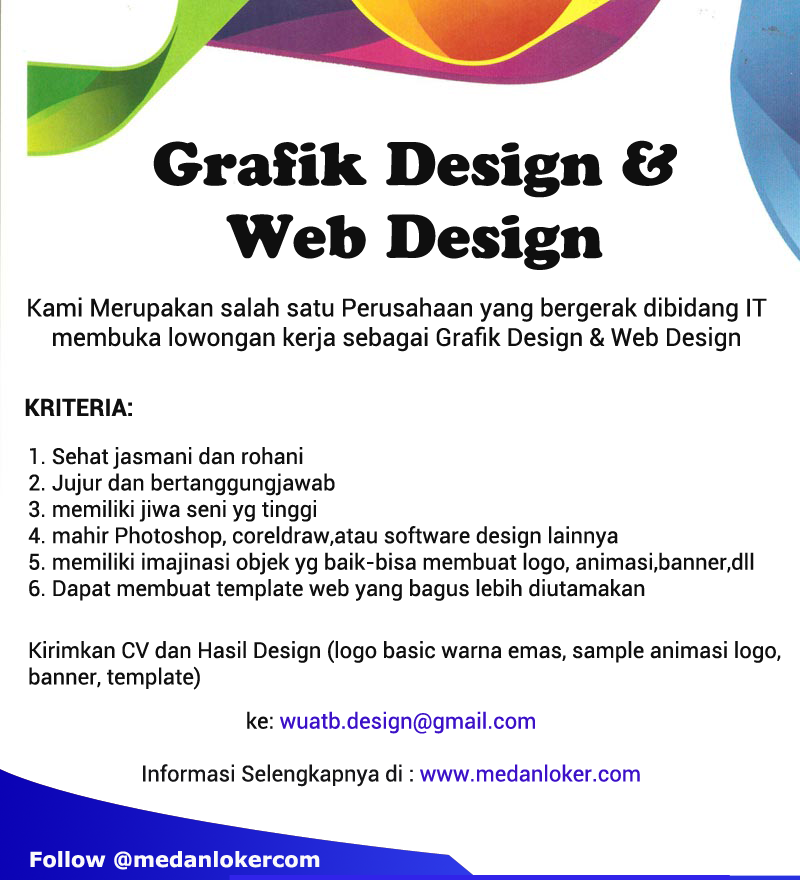 Grafik Design &
Web Design
Kami Merupakan salah satu Perusahaan yang bergerak dibidang IT
membuka lowongan kerja sebagai Grafik Design & Web Design
KRITERIA:
1. Sehat jasmani dan rohani
2. Jujur dan bertanggungjawab
3. memiliki jiwa seni yg tinggi
4. mahir Photoshop, coreldraw,atau software design lainnya
5. memiliki imajinasi objek yg baik-bisa membuat logo, animasi,banner,dll
6. Dapat membuat template web yang bagus lebih diutamakan
Kirimkan CV dan Hasil Design (logo basic warna emas, sample animasi logo,
banner, template)
ke: wuatb.design@gmail.com
Informasi Selengkapnya di : www.medanloker.com
Follow @medanlokercom